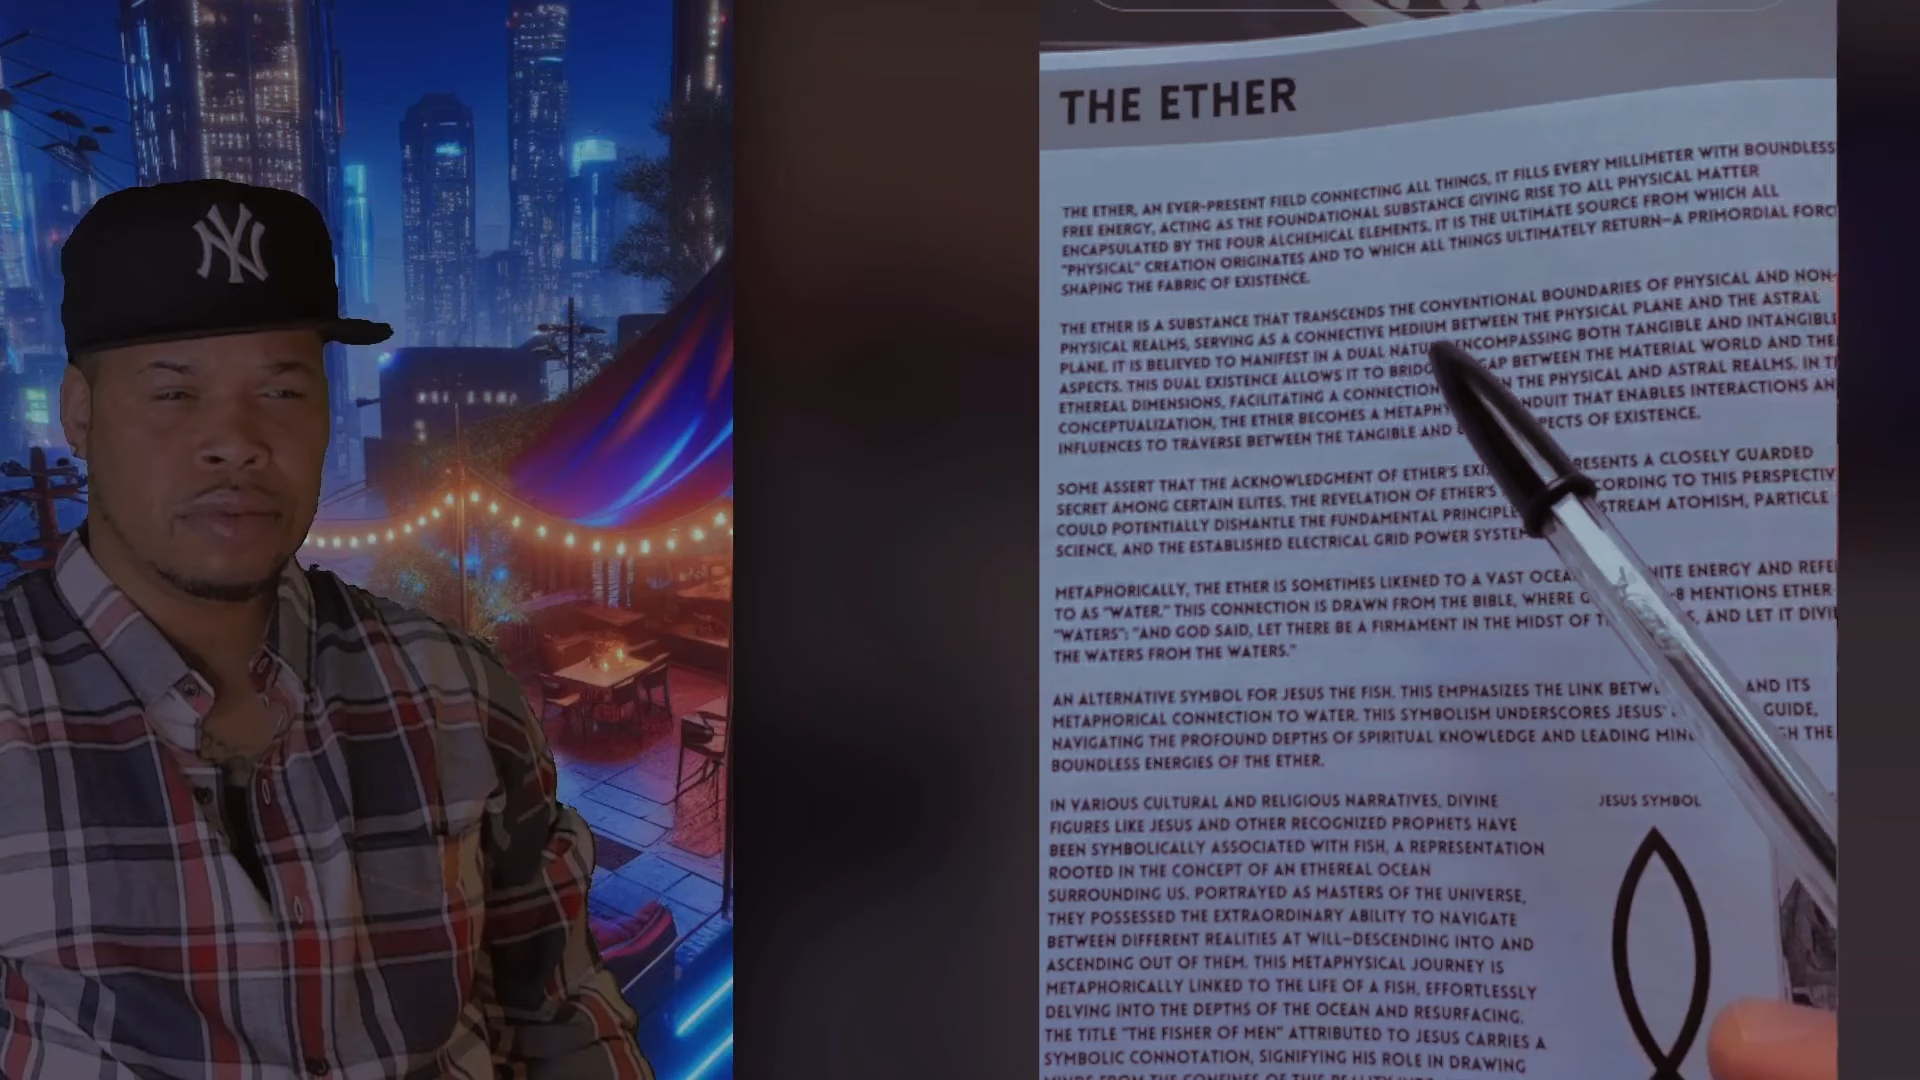 NY
THE ETHER
THE ETHER, AN EVER-PRESENT FIELD CONNECTING ALL THINGS, IT FILLS EVERY MILLIMETER WITH BOUNDLESS
FREE ENERGY, ACTING AS THE FOUNDATIONAL SUBSTANCE GIVING RISE TO ALL PHYSICAL MATTER
ENCAPSULATED BY THE FOUR ALCHEMICAL ELEMENTS. IT IS THE ULTIMATE SOURCE FROM WHICH ALL
"PHYSICAL" CREATION ORIGINATES AND TO WHICH ALL THINGS ULTIMATELY RETURN—A PRIMORDIAL FORC
SHAPING THE FABRIC OF EXISTENCE.
THE ETHER IS A SUBSTANCE THAT TRANSCENDS THE CONVENTIONAL BOUNDARIES OF PHYSICAL AND NON-
PHYSICAL REALMS, SERVING AS A CONNECTIVE MEDIUM BETWEEN THE PHYSICAL PLANE AND THE ASTRAL
PLANE. IT IS BELIEVED TO MANIFEST IN A DUAL NATU ENCOMPASSING BOTH TANGIBLE AND INTANGIBLE
ASPECTS. THIS DUAL EXISTENCE ALLOWS IT TO BRIDG GAP BETWEEN THE MATERIAL WORLD AND THE
ETHEREAL DIMENSIONS, FACILITATING A CONNECTION THE PHYSICAL AND ASTRAL REALMS. IN T
CONCEPTUALIZATION, THE ETHER BECOMES A METAPHY NDUIT THAT ENABLES INTERACTIONS AN
INFLUENCES TO TRAVERSE BETWEEN THE TANGIBLE AND PECTS OF EXISTENCE.
SOME ASSERT THAT THE ACKNOWLEDGMENT OF ETHER'S EXI RESENTS A CLOSELY GUARDED
SECRET AMONG CERTAIN ELITES. THE REVELATION OF ETHER'S CORDING TO THIS PERSPECTIV
COULD POTENTIALLY DISMANTLE THE FUNDAMENTAL PRINCIPLE STREAM ATOMISM, PARTICLE
SCIENCE, AND THE ESTABLISHED ELECTRICAL GRID POWER SYSTEM
METAPHORICALLY, THE ETHER IS SOMETIMES LIKENED TO A VAST OCEA NITE ENERGY AND REFE
TO AS "WATER." THIS CONNECTION IS DRAWN FROM THE BIBLE, WHERE G -8 MENTIONS ETHER
"WATERS": "AND GOD SAID, LET THERE BE A FIRMAMENT IN THE MIDST OF T S, AND LET IT DIVI
THE WATERS FROM THE WATERS."
AN ALTERNATIVE SYMBOL FOR JESUS THE FISH. THIS EMPHASIZES THE LINK BETW AND ITS
METAPHORICAL CONNECTION TO WATER. THIS SYMBOLISM UNDERSCORES JESUS' GUIDE,
NAVIGATING THE PROFOUND DEPTHS OF SPIRITUAL KNOWLEDGE AND LEADING MIN GH THE
BOUNDLESS ENERGIES OF THE ETHER.
IN VARIOUS CULTURAL AND RELIGIOUS NARRATIVES, DIVINE
FIGURES LIKE JESUS AND OTHER RECOGNIZED PROPHETS HAVE
BEEN SYMBOLICALLY ASSOCIATED WITH FISH, A REPRESENTATION
ROOTED IN THE CONCEPT OF AN ETHEREAL OCEAN
SURROUNDING US. PORTRAYED AS MASTERS OF THE UNIVERSE,
THEY POSSESSED THE EXTRAORDINARY ABILITY TO NAVIGATE
BETWEEN DIFFERENT REALITIES AT WILL—DESCENDING INTO AND
ASCENDING OUT OF THEM. THIS METAPHYSICAL JOURNEY IS
METAPHORICALLY LINKED TO THE LIFE OF A FISH, EFFORTLESSLY
DELVING INTO THE DEPTHS OF THE OCEAN AND RESURFACING.
THE TITLE "THE FISHER OF MEN" ATTRIBUTED TO JESUS CARRIES A
SYMBOLIC CONNOTATION, SIGNIFYING HIS ROLE IN DRAWING
JESUS SYMBOL